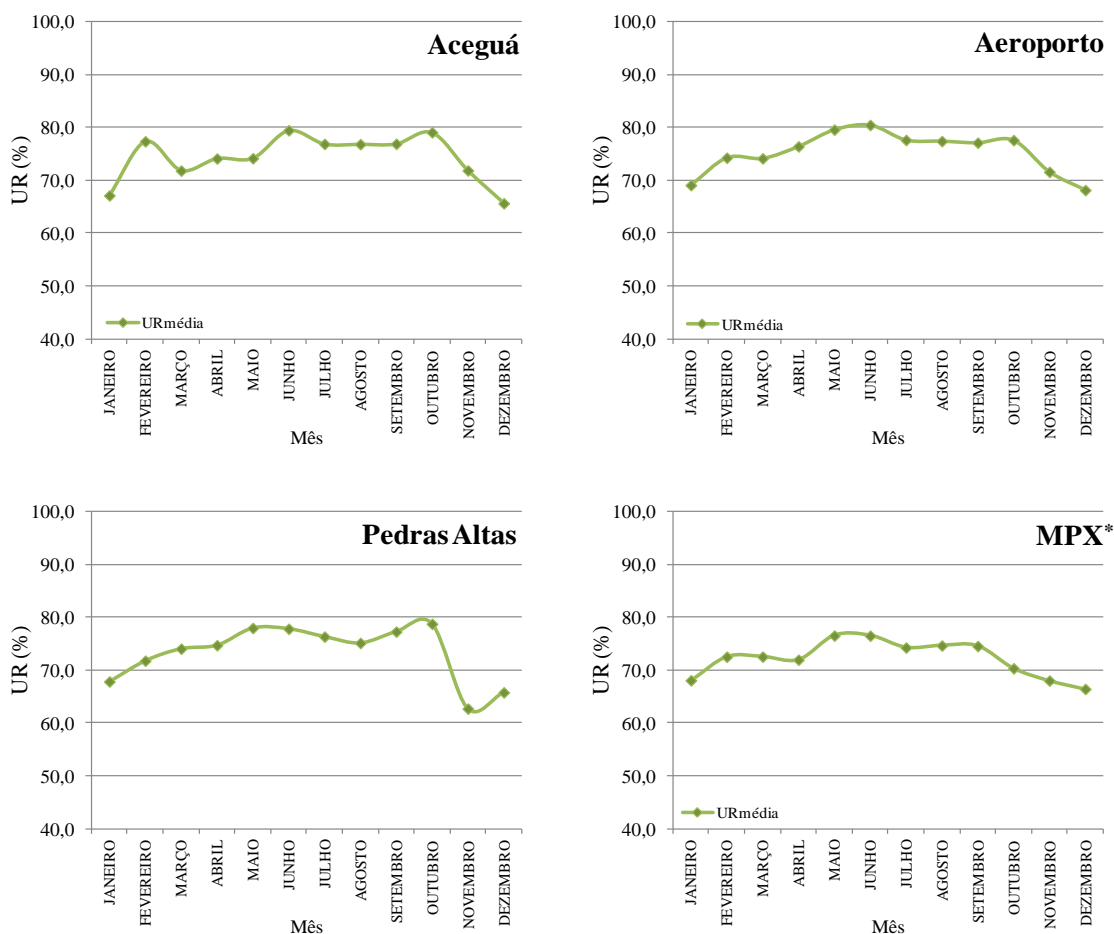 Aceguá
100,0
90,0
80,0
70,0
60,0
50,0
40,0
UR (%)
URmédia
JANEIRO
FEVEREIRO
MARÇO
ABRIL
MAIO
JUNHO
JULHO
AGOSTO
SETEMBRO
OUTUBRO
NOVEMBRO
DEZEMBRO
Mês
Aeroporto
100,0
90,0
80,0
70,0
60,0
50,0
40,0
UR (%)
URmédia
JANEIRO
FEVEREIRO
MARÇO
ABRIL
MAIO
JUNHO
JULHO
AGOSTO
SETEMBRO
OUTUBRO
NOVEMBRO
DEZEMBRO
Mês
Pedras Altas
100,0
90,0
80,0
70,0
60,0
50,0
40,0
UR (%)
JANEIRO
FEVEREIRO
MARÇO
ABRIL
MAIO
JUNHO
JULHO
AGOSTO
SETEMBRO
OUTUBRO
NOVEMBRO
DEZEMBRO
Mês
MPX*
100,0
90,0
80,0
70,0
60,0
50,0
40,0
UR (%)
URmédia
JANEIRO
FEVEREIRO
MARÇO
ABRIL
MAIO
JUNHO
JULHO
AGOSTO
SETEMBRO
OUTUBRO
NOVEMBRO
DEZEMBRO
Mês